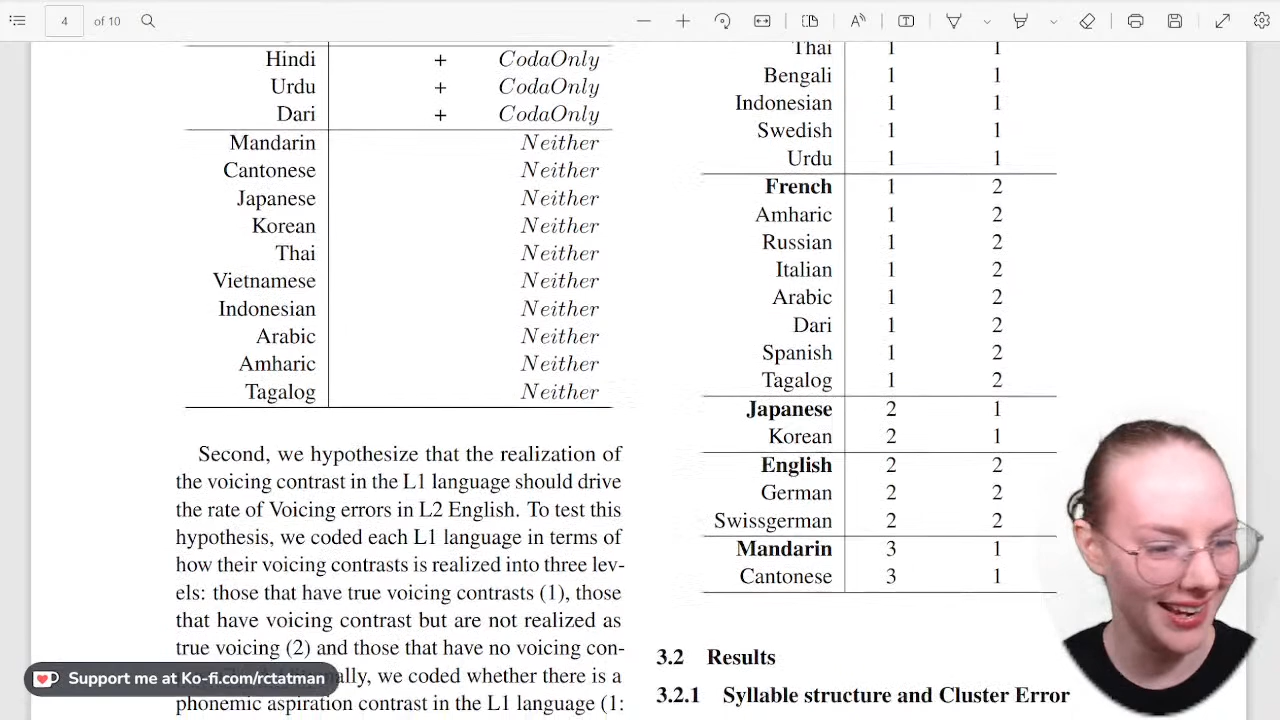 4 of 10
Hindi + CodaOnly
Urdu + CodaOnly
Dari + CodaOnly
Mandarin Neither
Cantonese Neither
Japanese Neither
Korean Neither
Thai Neither
Vietnamese Neither
Indonesian Neither
Arabic Neither
Amharic Neither
Tagalog Neither
Second, we hypothesize that the realization of
the voicing contrast in the L1 language should drive
the rate of Voicing errors in L2 English. To test this
hypothesis, we coded each L1 language in terms of
how their voicing contrasts is realized into three lev-
els: those that have true voicing contrasts (1), those
that have voicing contrast but are not realized as
true voicing (2) and those that have no voicing con-
nally, we coded whether there is a
phonemic aspiration contrast in the L1 language (1:
Thai 1 1
Bengali 1 1
Indonesian 1 1
Swedish 1 1
Urdu 1 1
French 1 2
Amharic 1 2
Russian 1 2
Italian 1 2
Arabic 1 2
Dari 1 2
Spanish 1 2
Tagalog 1 2
Japanese 2 1
Korean 2 1
English 2 2
German 2 2
Swissgerman 2 2
Mandarin 3 1
Cantonese 3 1
3.2 Results
3.2.1 Syllable structure and Cluster Error
Support me at Ko-fi.com/rctatman